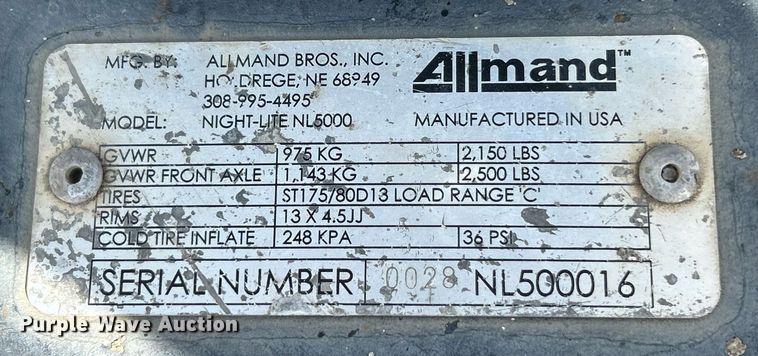 MFG. BY: ALLMAND BROS., INC.
HOLDREGE, NE 68949
308-995-4495
MODEL: NIGHT-LITE NL5000
Allmand™
MANUFACTURED IN USA
GVWR 975 KG 2,150 LBS
GVWR FRONT AXLE 1,143 KG 2,500 LBS
TIRES ST175/80D13 LOAD RANGE 'C'
RIMS 13 X 4.5JJ
COLD TIRE INFLATE 248 KPA 36 PSI
SERIAL NUMBER 0028 NL500016
Purple Wave Auction